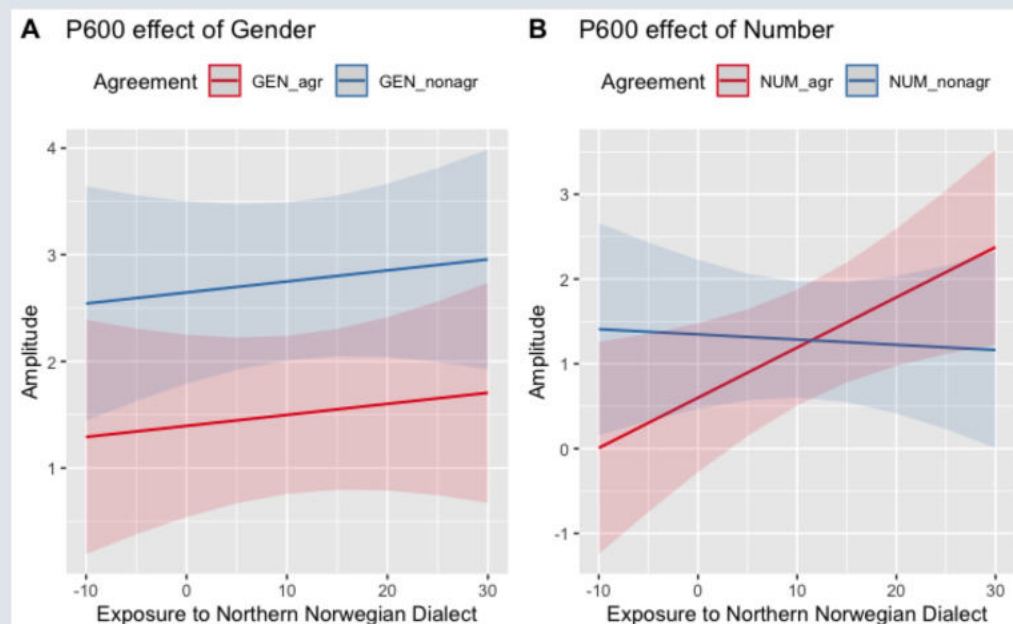 A P600 effect of Gender
Agreement GEN_agr GEN_nonagr
4
3
2
1
Amplitude
-10 0 10 20 30
Exposure to Northern Norwegian Dialect
B P600 effect of Number
Agreement NUM_agr NUM_nonagr
3
2
1
0
-1
Amplitude
-10 0 10 20 30
Exposure to Northern Norwegian Dialect